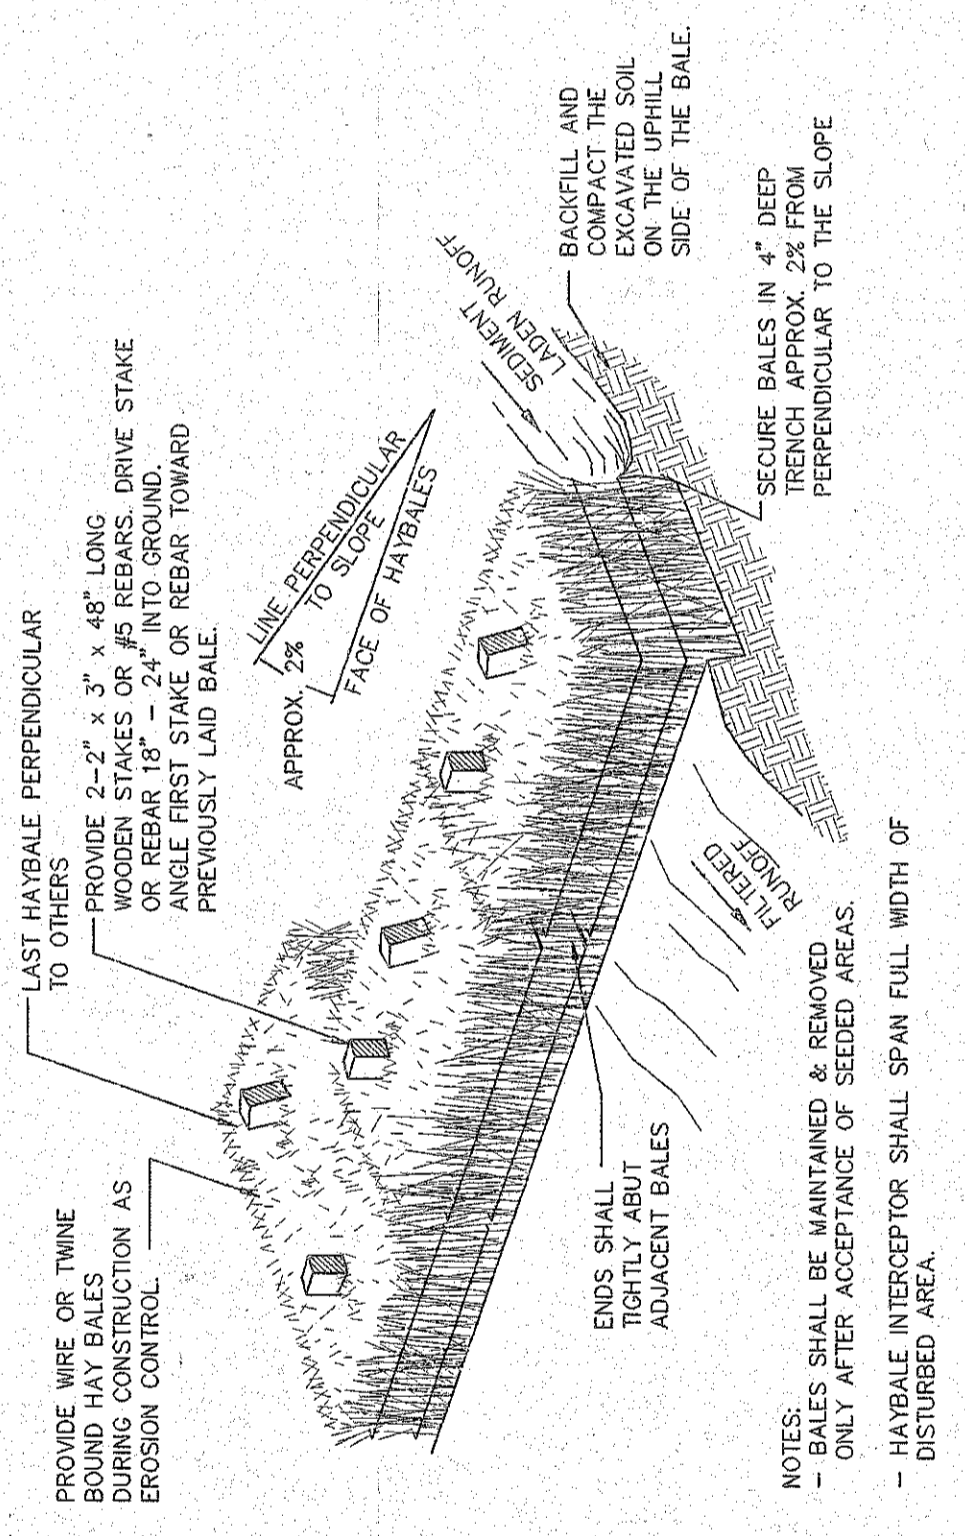 PROVIDE WIRE OR TWINE
BOUND HAY BALES
DURING CONSTRUCTION AS
EROSION CONTROL.
LAST HAYBALE PERPENDICULAR
TO OTHERS
PROVIDE 2-2" x 3" x 48" LONG
WOODEN STAKES OR #5 REBARS. DRIVE STAKE
OR REBAR 18" - 24" INTO GROUND.
ANGLE FIRST STAKE OR REBAR TOWARD
PREVIOUSLY LAID BALE.
LINE PERPENDICULAR
TO SLOPE
APPROX. 2%
FACE OF HAYBALES
SEDIMENT
LADEN RUNOFF
BACKFILL AND
COMPACT THE
EXCAVATED SOIL
ON THE UPHILL
SIDE OF THE BALE.
SECURE BALES IN 4" DEEP
TRENCH APPROX. 2% FROM
PERPENDICULAR TO THE SLOPE
FILTERED
RUNOFF
ENDS SHALL
TIGHTLY ABUT
ADJACENT BALES
NOTES:
- BALES SHALL BE MAINTAINED & REMOVED
ONLY AFTER ACCEPTANCE OF SEEDED AREAS.
- HAYBALE INTERCEPTOR SHALL SPAN FULL WIDTH OF
DISTURBED AREA.